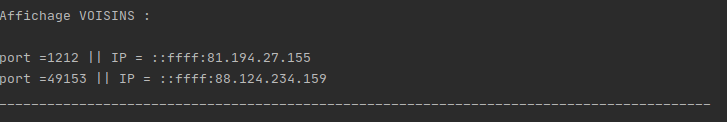 Affichage VOISINS :
port =1212 || IP = ::ffff:81.194.27.155
port =49153 || IP = ::ffff:88.124.234.159
-----------------------------------------------------------------------------------------